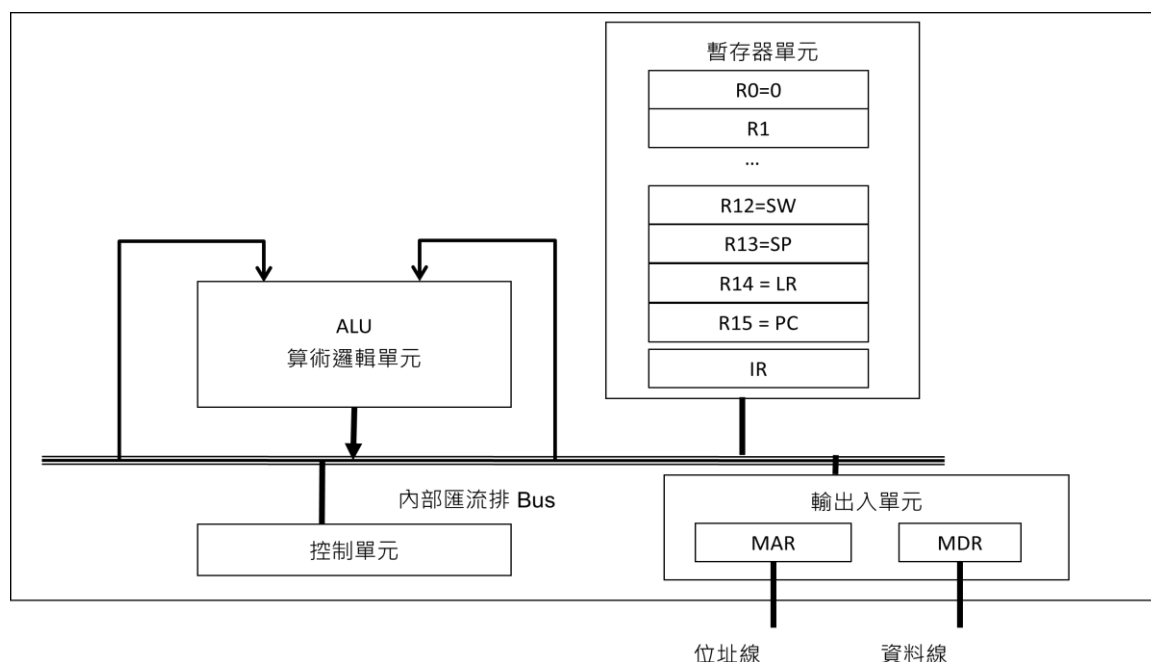 暫存器單元
R0=0
R1
...
R12=SW
R13=SP
R14 = LR
R15 = PC
IR
ALU
算術邏輯單元
內部匯流排 Bus
控制單元
輸出入單元
MAR
MDR
位址線
資料線